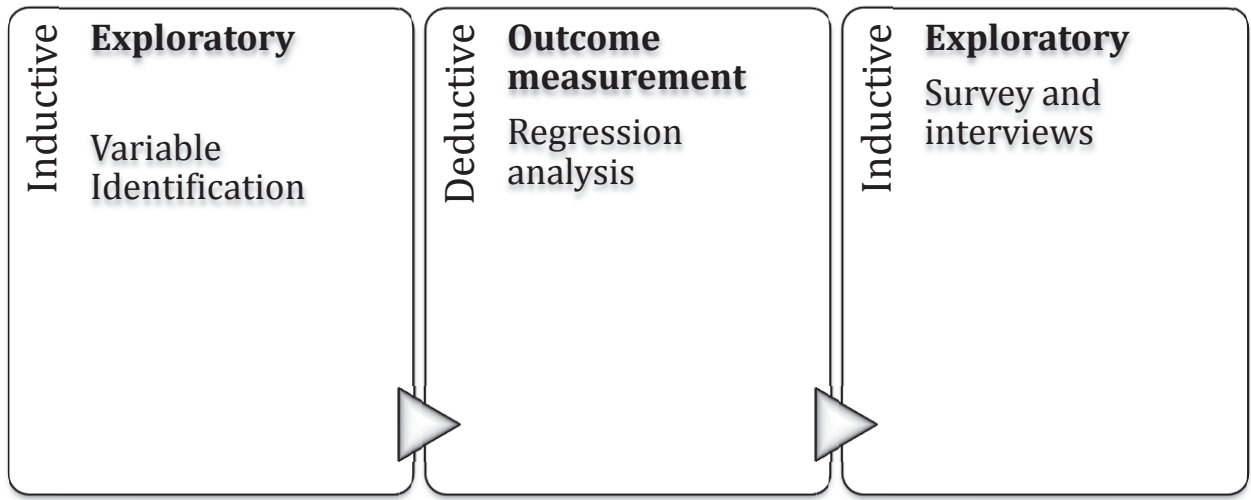 Inductive
Exploratory
Variable
Identification
Deductive
Outcome
measurement
Regression
analysis
Inductive
Exploratory
Survey and
interviews